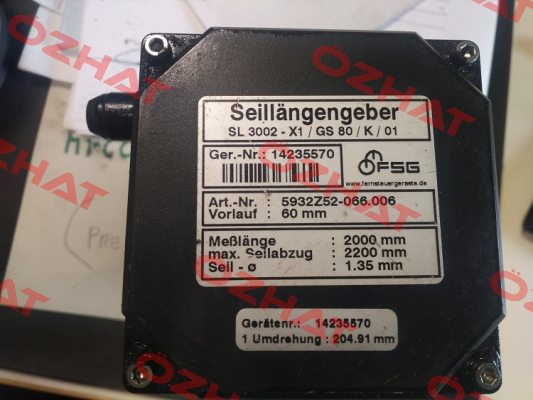 Seillängengeber
SL 3002 - X1 / GS 80 / K / 01
Ger.-Nr.: 14235570
FSG
www.fernsteuergeraete.de
Art.-Nr. : 5932Z52-066.006
Vorlauf : 60 mm
Meßlänge : 2000 mm
max. Seilabzug : 2200 mm
Seil - ø : 1.35 mm
Gerätenr.: 14235570
1 Umdrehung : 204.91 mm
PRE
OZHAT
OZHAT
OZHAT
OZHAT
OZHAT
OZHAT